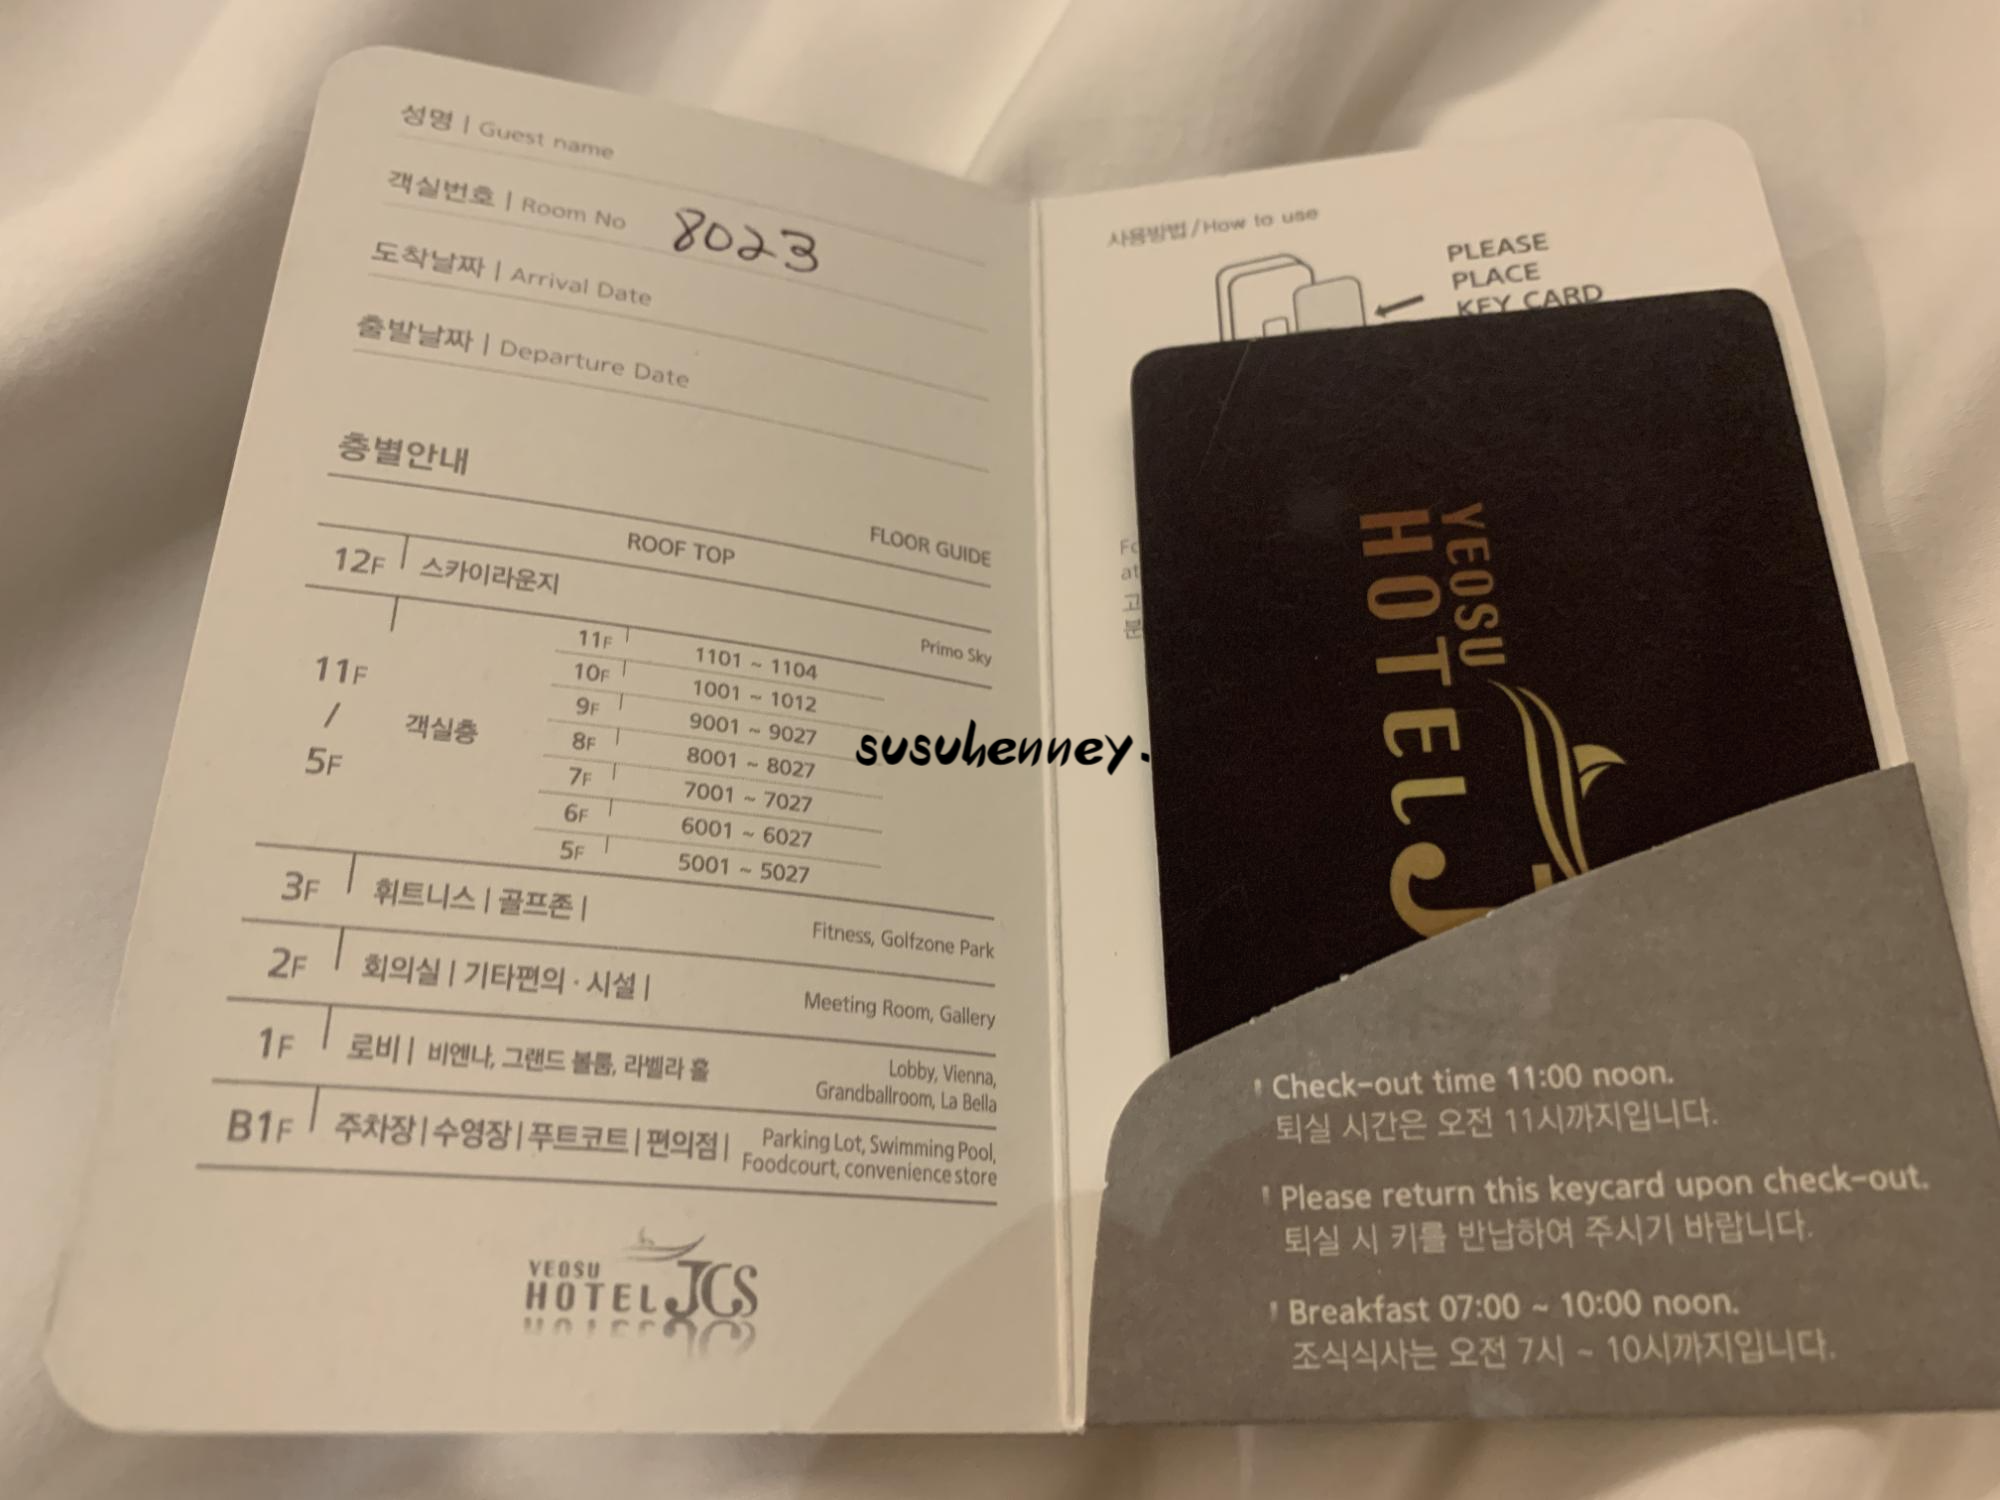 성명 | Guest name
객실번호 | Room No 8023
도착날짜 | Arrival Date
출발날짜 | Departure Date
층별안내
FLOOR GUIDE
ROOF TOP
12F 스카이라운지 Primo Sky
11F / 5F 객실층
11F 1101 ~ 1104
10F 1001 ~ 1012
9F 9001 ~ 9027
8F 8001 ~ 8027
7F 7001 ~ 7027
6F 6001 ~ 6027
5F 5001 ~ 5027
3F 휘트니스 | 골프존 | Fitness, Golfzone Park
2F 회의실 | 기타편의 · 시설 | Meeting Room, Gallery
1F 로비 | 비엔나, 그랜드 볼룸, 라벨라 홀 Lobby, Vienna,
Grandballroom, La Bella
B1F 주차장 | 수영장 | 푸트코트 | 편의점 | Parking Lot, Swimming Pool,
Foodcourt, convenience store
YEOSU
HOTEL JCS
susuhenney.
사용방법 / How to use
PLEASE
PLACE
KEY CARD
YEOSU
HOTEL J
Check-out time 11:00 noon.
퇴실 시간은 오전 11시까지입니다.
Please return this keycard upon check-out.
퇴실 시 키를 반납하여 주시기 바랍니다.
Breakfast 07:00 ~ 10:00 noon.
조식식사는 오전 7시 ~ 10시까지입니다.